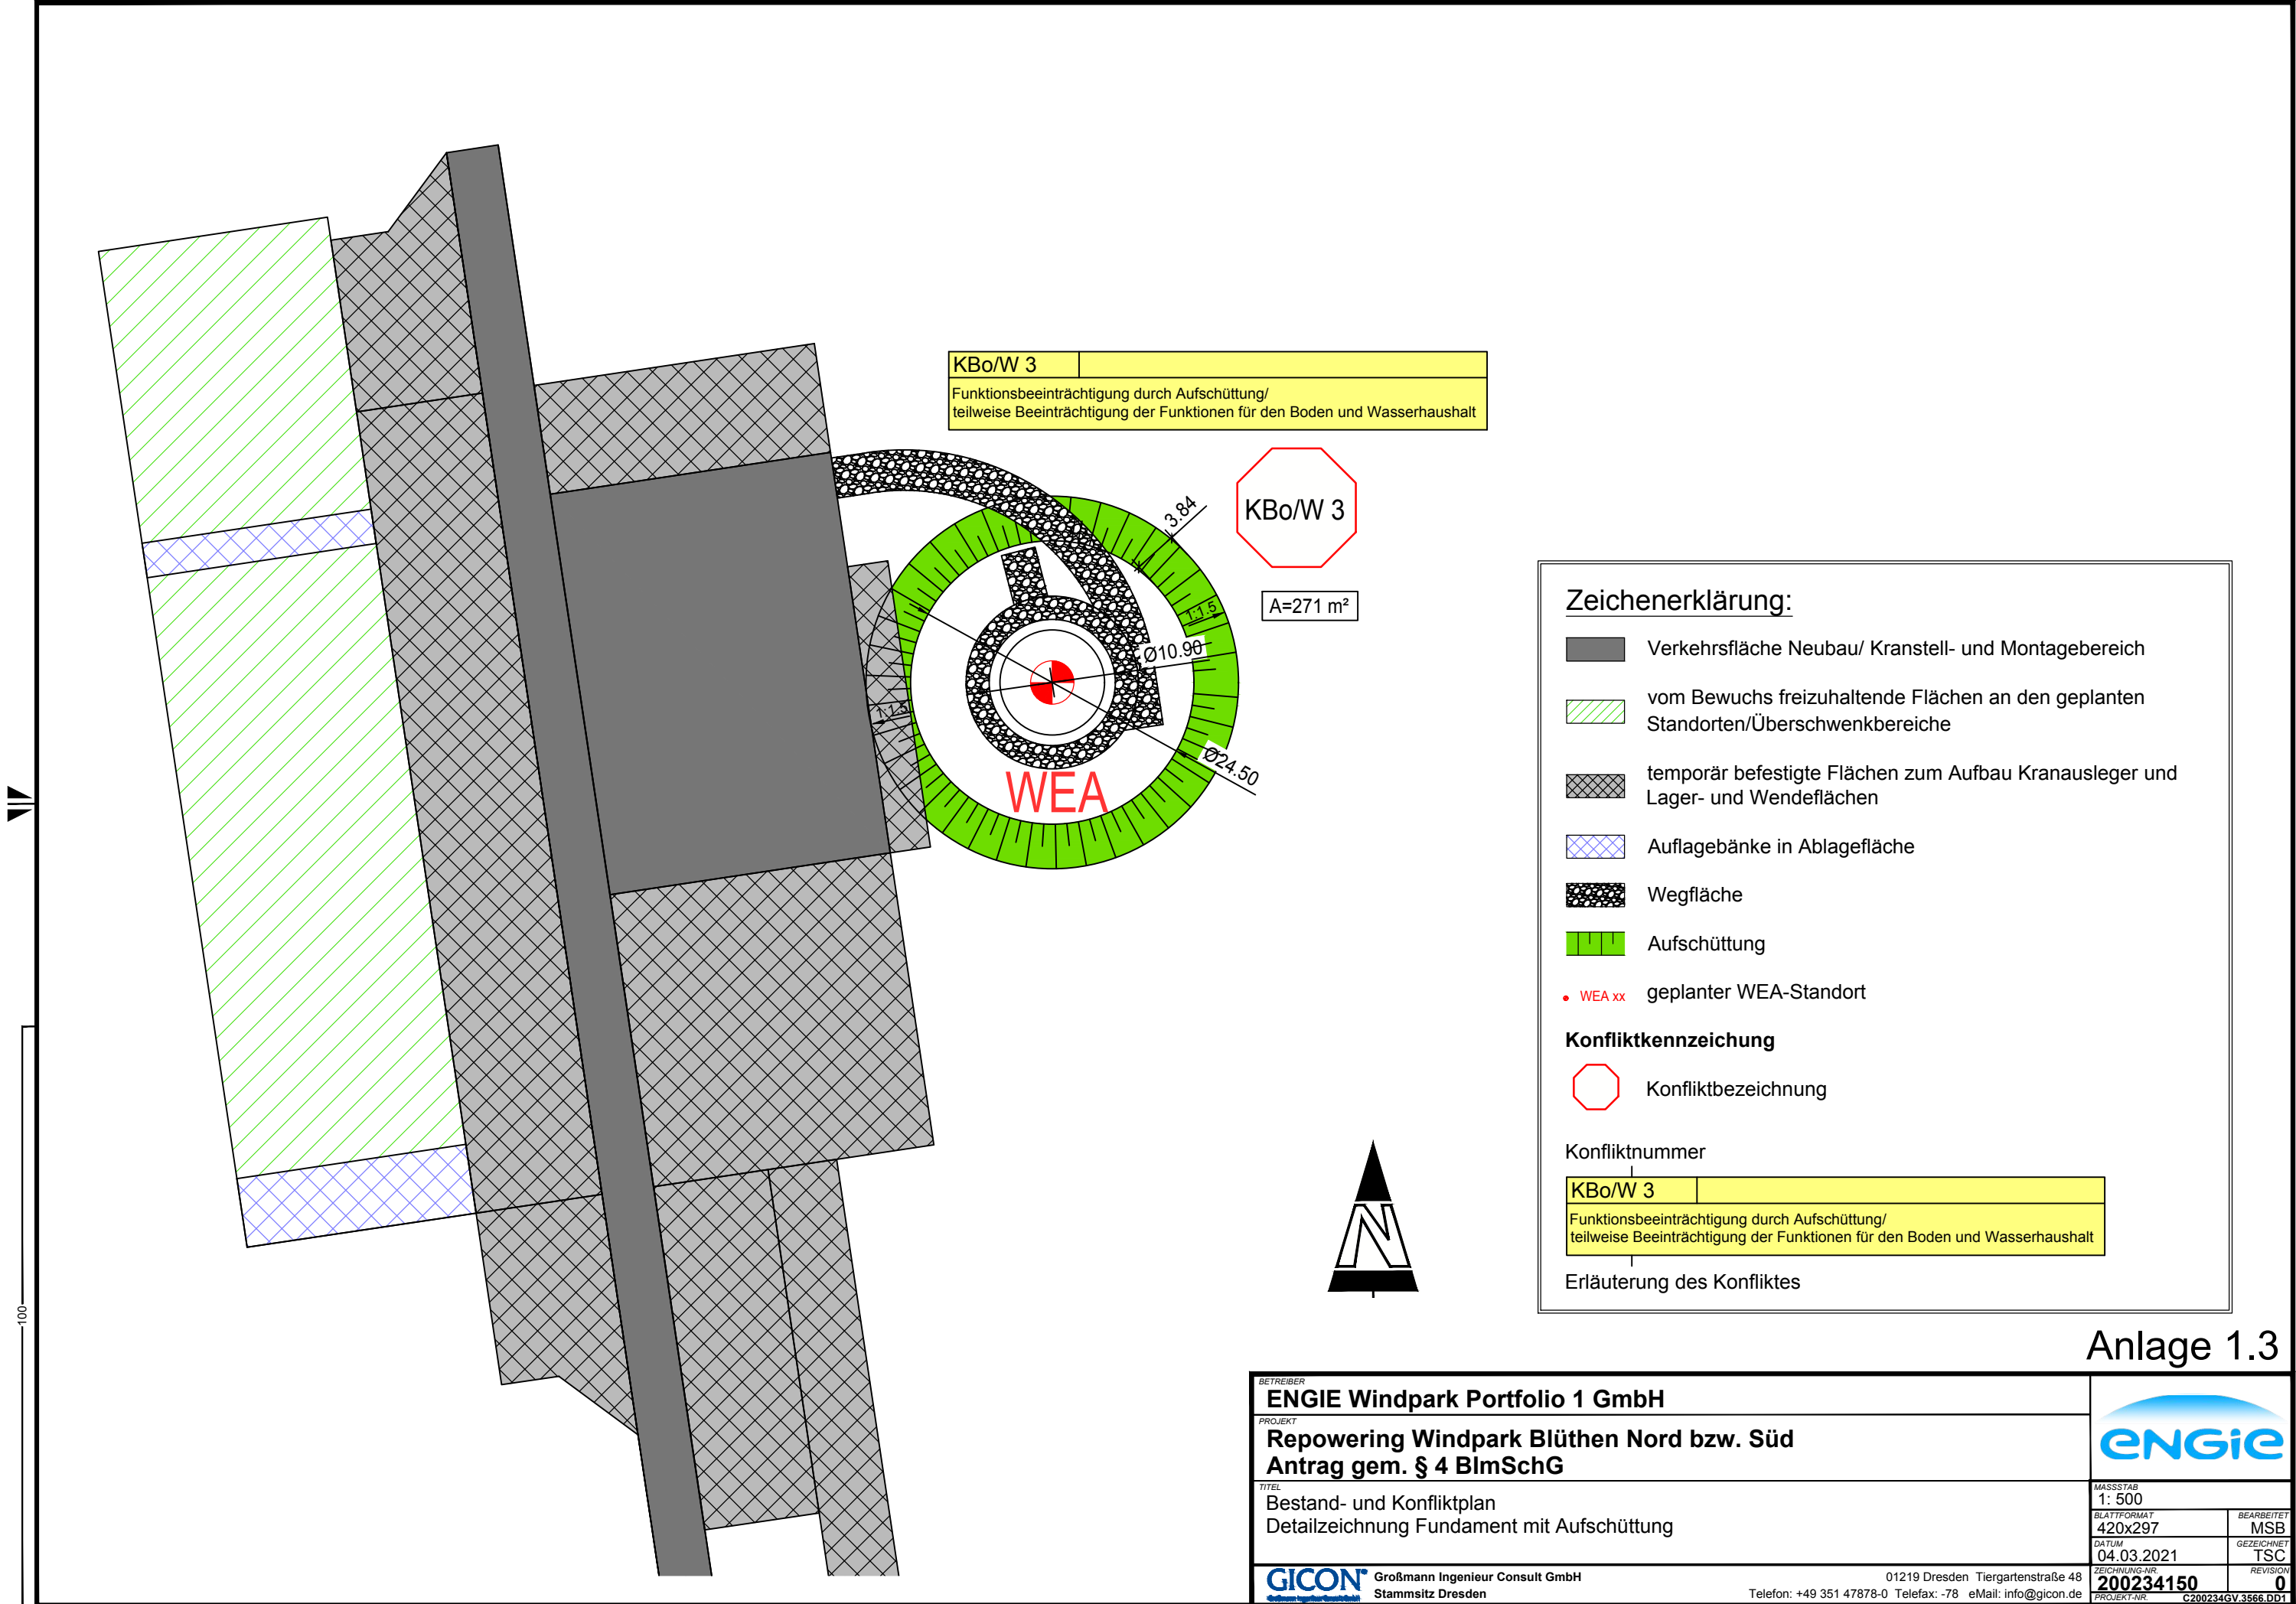 KBo/W 3
Funktionsbeeinträchtigung durch Aufschüttung/
teilweise Beeinträchtigung der Funktionen für den Boden und Wasserhaushalt
KBo/W 3
3.84
A=271 m²
1:1.5
Ø10.90
1:1.5
Ø24.50
WEA
100
N
Zeichenerklärung:
Verkehrsfläche Neubau/ Kranstell- und Montagebereich
vom Bewuchs freizuhaltende Flächen an den geplanten
Standorten/Überschwenkbereiche
temporär befestigte Flächen zum Aufbau Kranausleger und
Lager- und Wendeflächen
Auflagebänke in Ablagefläche
Wegfläche
Aufschüttung
WEA xx geplanter WEA-Standort
Konfliktkennzeichung
Konfliktbezeichnung
Konfliktnummer
KBo/W 3
Funktionsbeeinträchtigung durch Aufschüttung/
teilweise Beeinträchtigung der Funktionen für den Boden und Wasserhaushalt
Erläuterung des Konfliktes
Anlage 1.3
BETREIBER
ENGIE Windpark Portfolio 1 GmbH
PROJEKT
Repowering Windpark Blüthen Nord bzw. Süd
Antrag gem. § 4 BImSchG
TITEL
Bestand- und Konfliktplan
Detailzeichnung Fundament mit Aufschüttung
ENGIE
MASSSTAB
1: 500
BLATTFORMAT BEARBEITET
420x297 MSB
DATUM GEZEICHNET
04.03.2021 TSC
ZEICHNUNG-NR. REVISION
200234150 0
PROJEKT-NR. C200234GV.3566.DD1
GICON Großmann Ingenieur Consult GmbH
Stammsitz Dresden
01219 Dresden Tiergartenstraße 48
Telefon: +49 351 47878-0 Telefax: -78 eMail: info@gicon.de